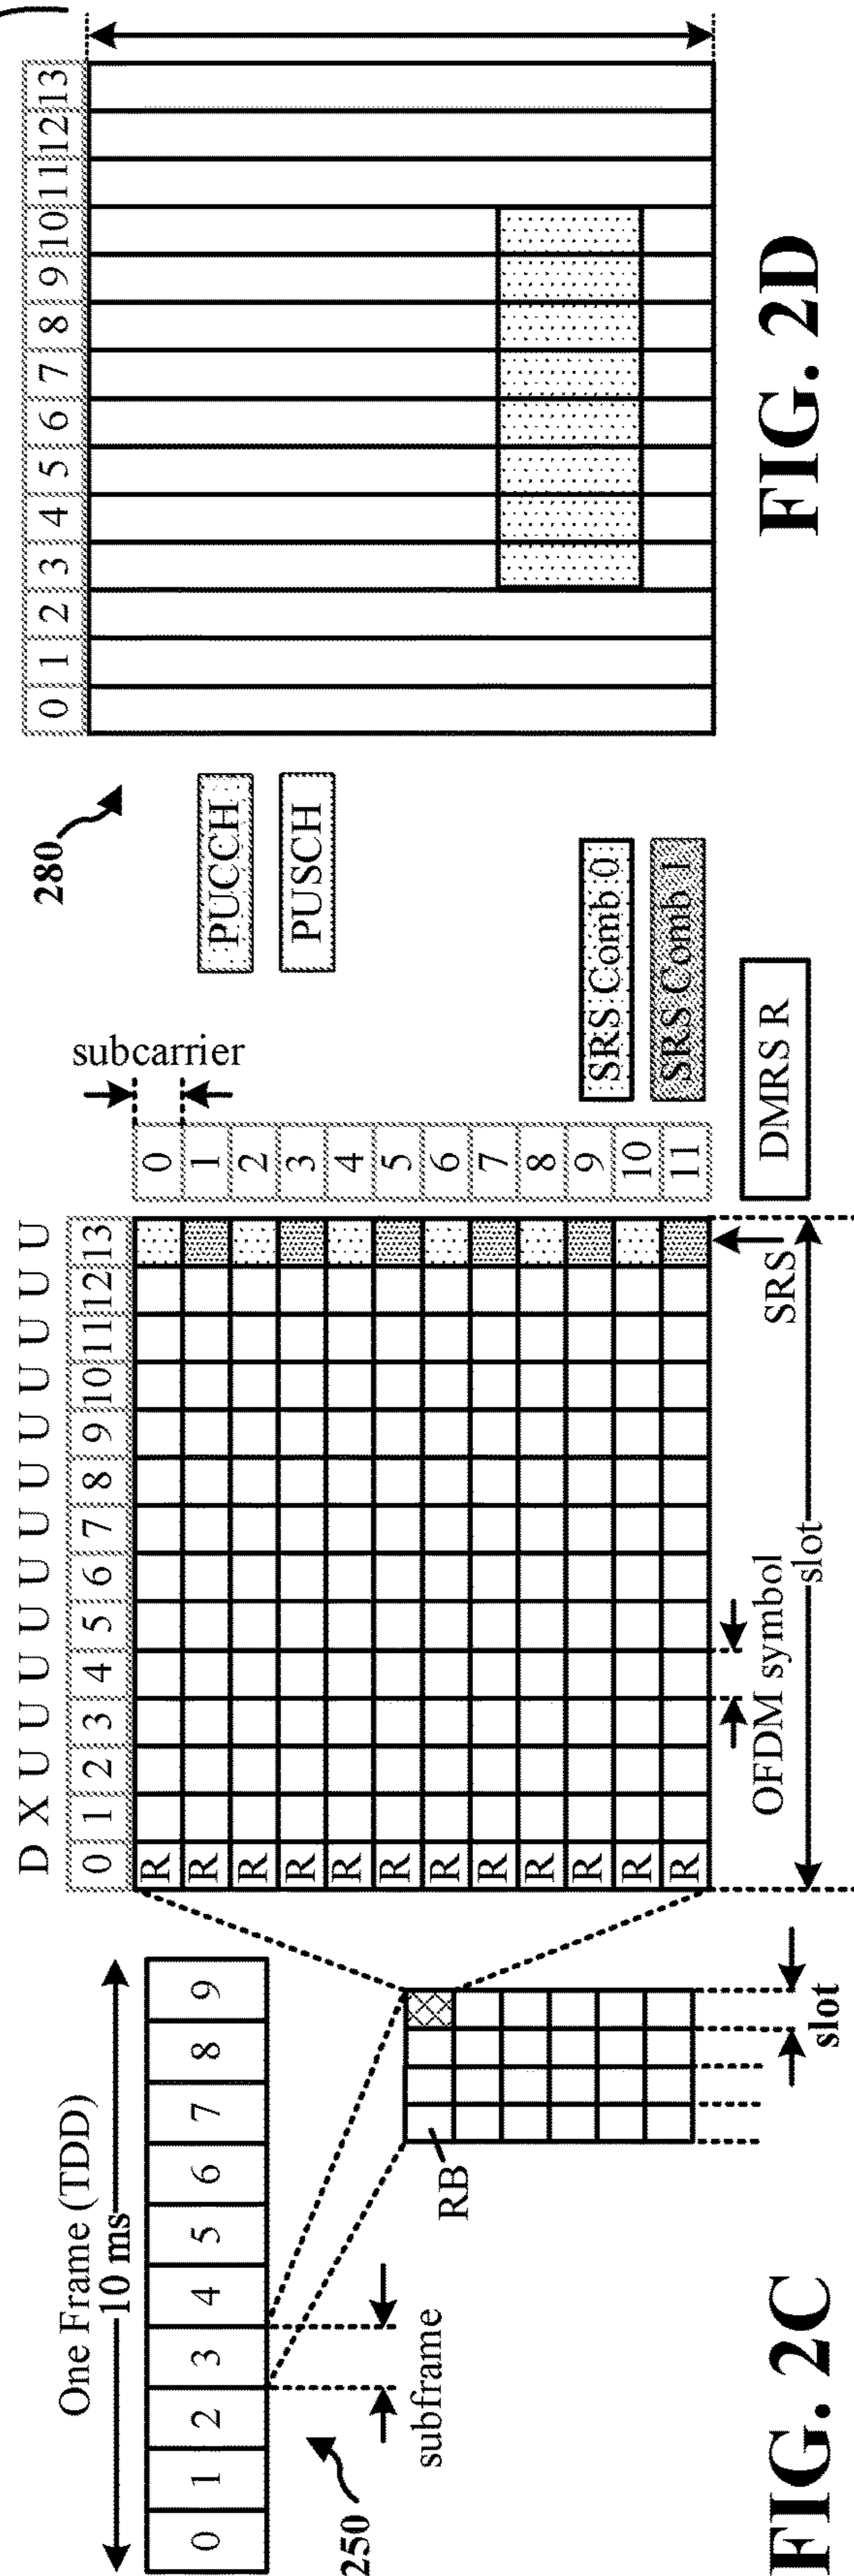 One Frame (TDD)
10 ms
0 1 2 3 4 5 6 7 8 9
250
subframe
RB
slot
FIG. 2C
D X U U U U U U U U U U U U
0 1 2 3 4 5 6 7 8 9 10 11 12 13
R
R
R
R
R
R
R
R
R
R
R
R
subcarrier
0
1
2
3
4
5
6
7
8
9
10
11
OFDM symbol
slot
SRS
SRS Comb 0
SRS Comb 1
DMRS R
280
PUCCH
PUSCH
0 1 2 3 4 5 6 7 8 9 10 11 12 13
FIG. 2D